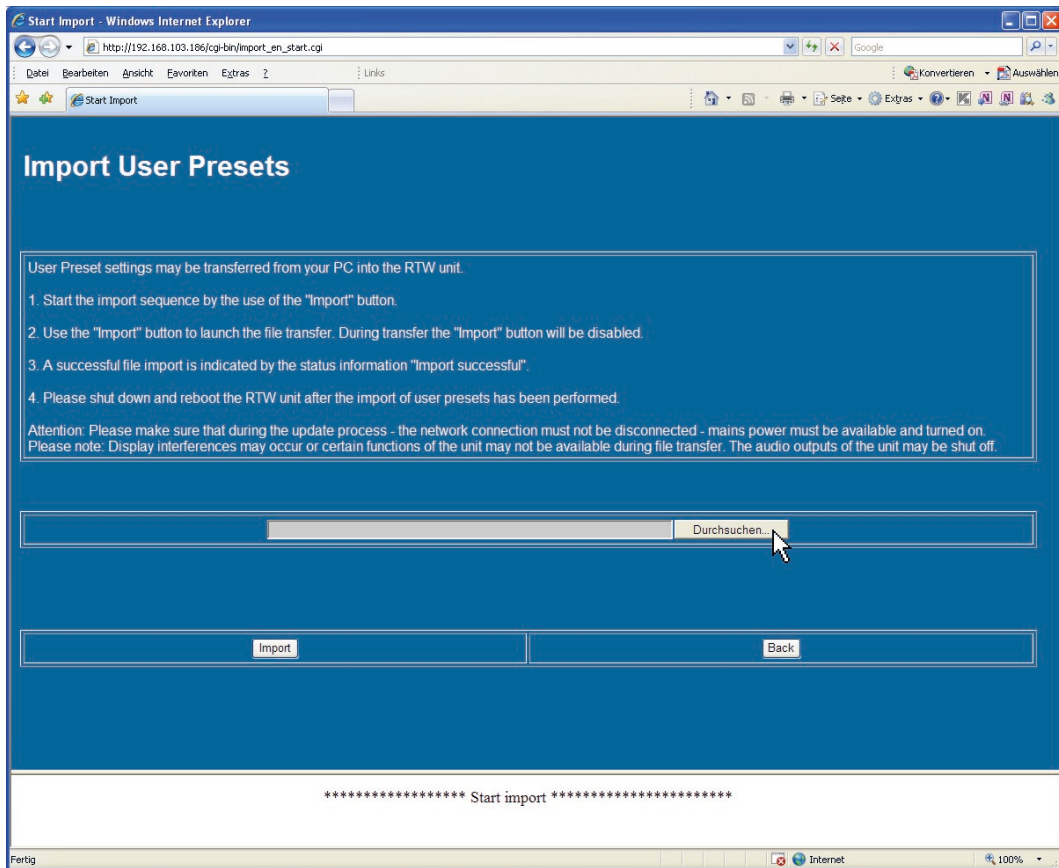 Start Import - Windows Internet Explorer
http://192.168.103.186/cgi-bin/import_en_start.cgi
Google
Datei Bearbeiten Ansicht Favoriten Extras ? Links Konvertieren Auswählen
Start Import Seite Extras
Import User Presets
User Preset settings may be transferred from your PC into the RTW unit.
1. Start the import sequence by the use of the "Import" button.
2. Use the "Import" button to launch the file transfer. During transfer the "Import" button will be disabled.
3. A successful file import is indicated by the status information "Import successful".
4. Please shut down and reboot the RTW unit after the import of user presets has been performed.
Attention: Please make sure that during the update process - the network connection must not be disconnected - mains power must be available and turned on.
Please note: Display interferences may occur or certain functions of the unit may not be available during file transfer. The audio outputs of the unit may be shut off.
Durchsuchen...
Import Back
****************** Start import ***********************
Fertig Internet 100%